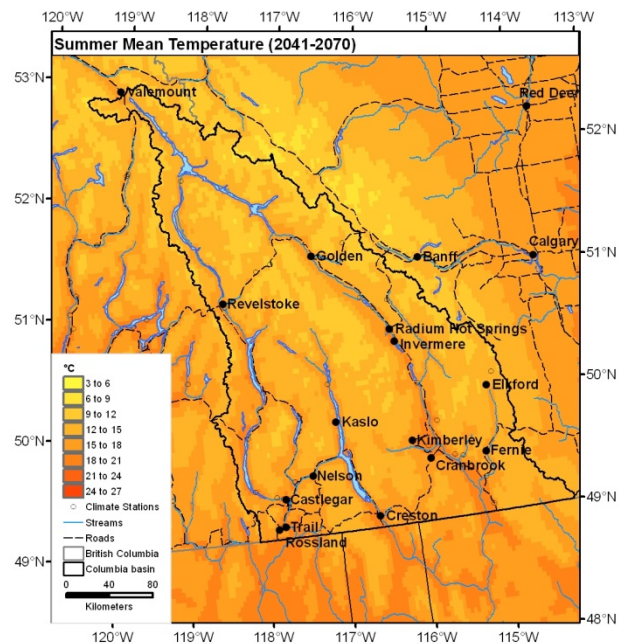 120°W 119°W 118°W 117°W 116°W 115°W 114°W 113°W
Summer Mean Temperature (2041-2070)
53°N
Valemount
Red Deer
52°N
52°N
Calgary
51°N
Banff
Golden
Revelstoke
51°N
Radium Hot Springs
Invermere
50°N
Elkford
°C
3 to 6
6 to 9
9 to 12
12 to 15
15 to 18
18 to 21
21 to 24
24 to 27
Climate Stations
Streams
Roads
British Columbia
Columbia basin
0 40 80
Kilometers
Kaslo
50°N
Kimberley
Fernie
Cranbrook
Nelson
Castlegar
49°N
Creston
Trail
Rossland
49°N
48°N
120°W 119°W 118°W 117°W 116°W 115°W